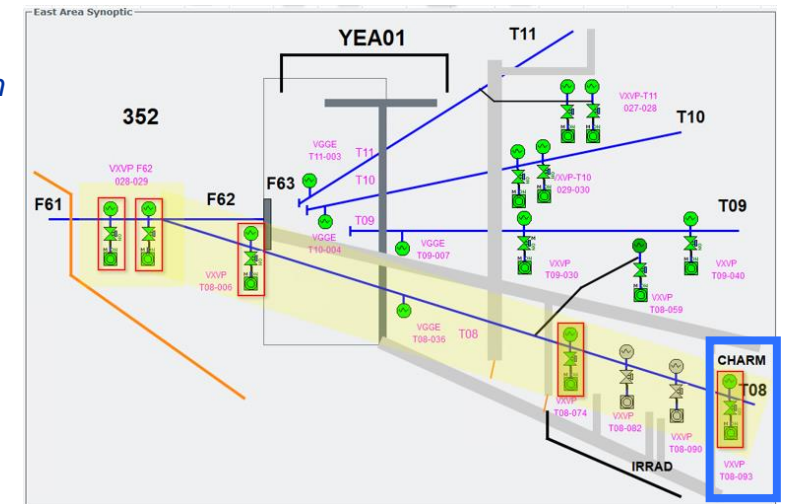 East Area Synoptic
n
YEA01
T11
352
VXVP-T11
027-028
T10
VXVP F62
028-029
VGGE
T11-003
T11
T10
F61
F62
F63
VXVP-T10
029-030
T09
T09
VGGE
T10-004
VGGE
T09-007
VXVP
T09-030
VXVP
T09-040
VXVP
T08-006
VXVP
T08-059
VGGE
T08-036
T08
CHARM
T08
VXVP
T08-074
VXVP
T08-082
VXVP
T08-090
IRRAD
VXVP
T08-093